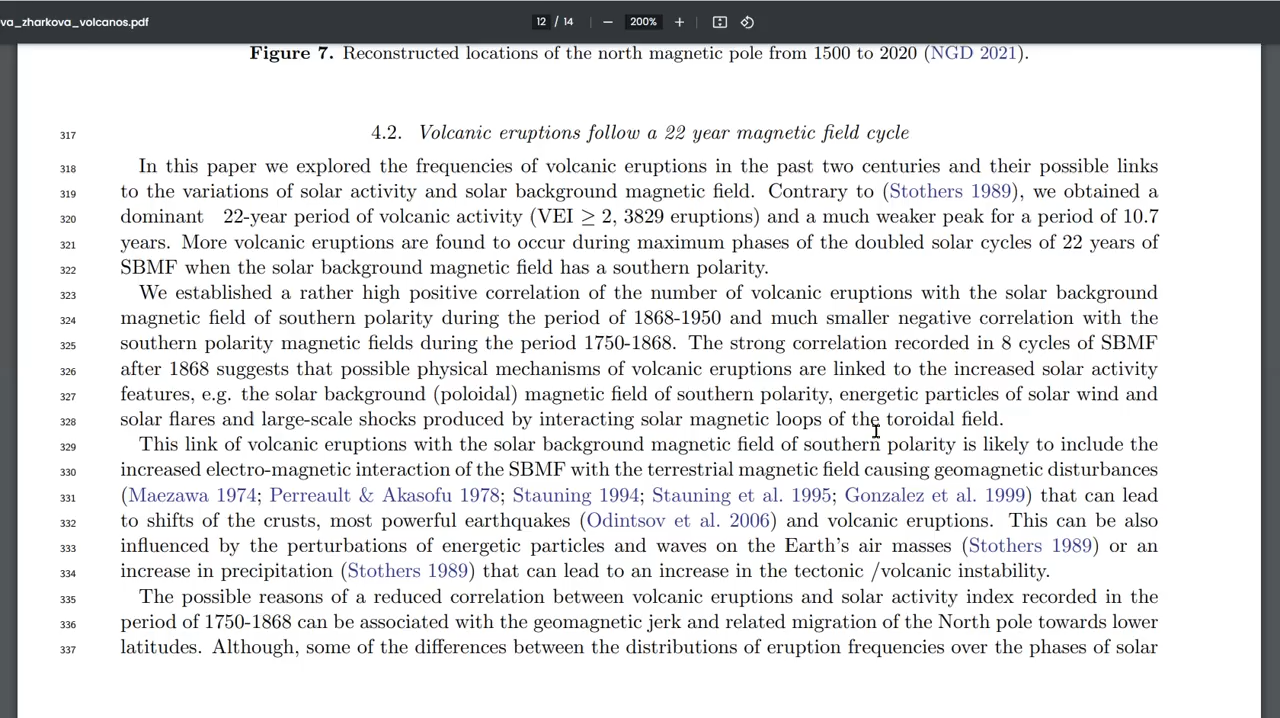 va_zharkova_volcanos.pdf
12 / 14
200%
Figure 7. Reconstructed locations of the north magnetic pole from 1500 to 2020 (NGD 2021).
317 4.2. Volcanic eruptions follow a 22 year magnetic field cycle
318 In this paper we explored the frequencies of volcanic eruptions in the past two centuries and their possible links
319 to the variations of solar activity and solar background magnetic field. Contrary to (Stothers 1989), we obtained a
320 dominant 22-year period of volcanic activity (VEI ≥ 2, 3829 eruptions) and a much weaker peak for a period of 10.7
321 years. More volcanic eruptions are found to occur during maximum phases of the doubled solar cycles of 22 years of
322 SBMF when the solar background magnetic field has a southern polarity.
323 We established a rather high positive correlation of the number of volcanic eruptions with the solar background
324 magnetic field of southern polarity during the period of 1868-1950 and much smaller negative correlation with the
325 southern polarity magnetic fields during the period 1750-1868. The strong correlation recorded in 8 cycles of SBMF
326 after 1868 suggests that possible physical mechanisms of volcanic eruptions are linked to the increased solar activity
327 features, e.g. the solar background (poloidal) magnetic field of southern polarity, energetic particles of solar wind and
328 solar flares and large-scale shocks produced by interacting solar magnetic loops of the toroidal field.
329 This link of volcanic eruptions with the solar background magnetic field of southern polarity is likely to include the
330 increased electro-magnetic interaction of the SBMF with the terrestrial magnetic field causing geomagnetic disturbances
331 (Maezawa 1974; Perreault & Akasofu 1978; Stauning 1994; Stauning et al. 1995; Gonzalez et al. 1999) that can lead
332 to shifts of the crusts, most powerful earthquakes (Odintsov et al. 2006) and volcanic eruptions. This can be also
333 influenced by the perturbations of energetic particles and waves on the Earth's air masses (Stothers 1989) or an
334 increase in precipitation (Stothers 1989) that can lead to an increase in the tectonic /volcanic instability.
335 The possible reasons of a reduced correlation between volcanic eruptions and solar activity index recorded in the
336 period of 1750-1868 can be associated with the geomagnetic jerk and related migration of the North pole towards lower
337 latitudes. Although, some of the differences between the distributions of eruption frequencies over the phases of solar